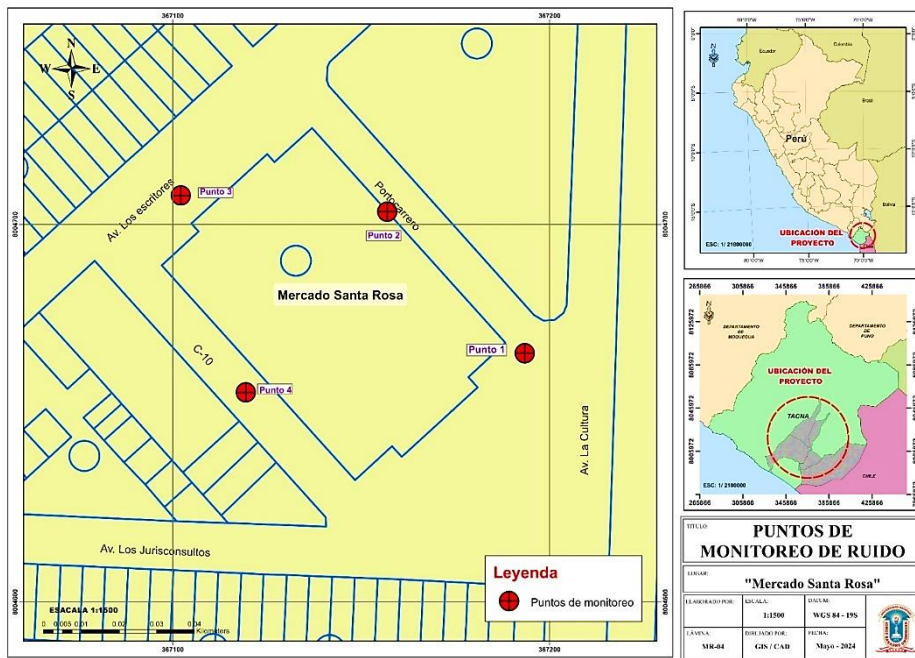 367100
367200
N
W E
S
Punto 3
Av. Los escritores
Portocarrero
Punto 2
8004700
8004700
Mercado Santa Rosa
Punto 1
C-10
Punto 4
Av. La Cultura
Av. Los Jurisconsultos
Leyenda
Puntos de monitoreo
ESACALA 1:1500
0 0.005 0.01 0.02 0.03 0.04
Kilometers
8004600
8004600
367100
367200
Ecuador
Colombia
Brasil
Perú
UBICACIÓN DEL
PROYECTO
ESC: 1/ 21000000
265866 305866 345866 385866 425866
DEPARTAMENTO
DE
MOQUEGUA
DEPARTAMENTO
DE
PUNO
UBICACIÓN DEL
PROYECTO
TACNA
CHILE
8125972
8085972
8045972
8005972
ESC: 1/ 2100000
265866 305866 345866 385866 425866
TITULO:
PUNTOS DE
MONITOREO DE RUIDO
LUGAR:
"Mercado Santa Rosa"
ELABORADO POR:
ESCALA:
1:1500
DATUM:
WGS 84 - 19S
LÁMINA:
MR-04
DIBUJADO POR:
GIS / CAD
FECHA:
Mayo - 2024